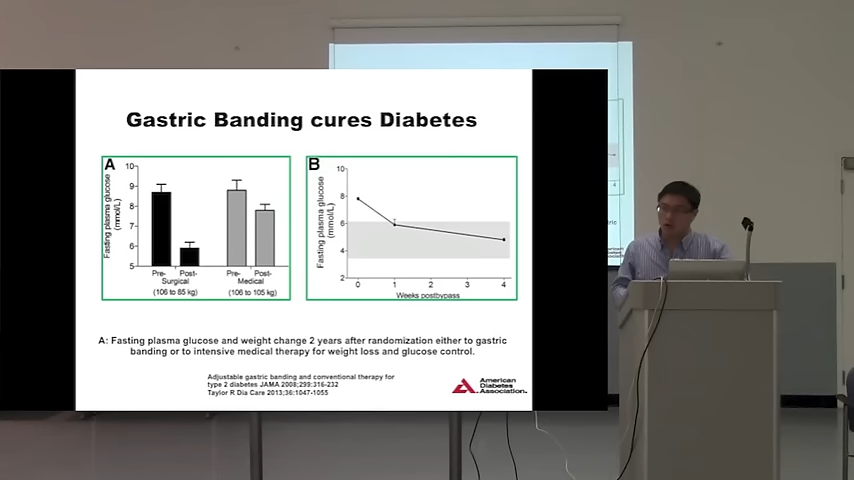 Gastric Banding cures Diabetes
A
Fasting plasma glucose
(mmol/L)
10
9
8
7
6
5
Pre-
Post-
Pre-
Post-
Surgical
Medical
(106 to 85 kg)
(106 to 105 kg)
B
Fasting plasma glucose
(mmol/L)
10
8
6
4
2
0
1
2
3
4
Weeks postbypass
A: Fasting plasma glucose and weight change 2 years after randomization either to gastric
banding or to intensive medical therapy for weight loss and glucose control.
Adjustable gastric banding and conventional therapy for
type 2 diabetes JAMA 2008;299:316-232
Taylor R Dia Care 2013;36:1047-1055
American
Diabetes
Association.